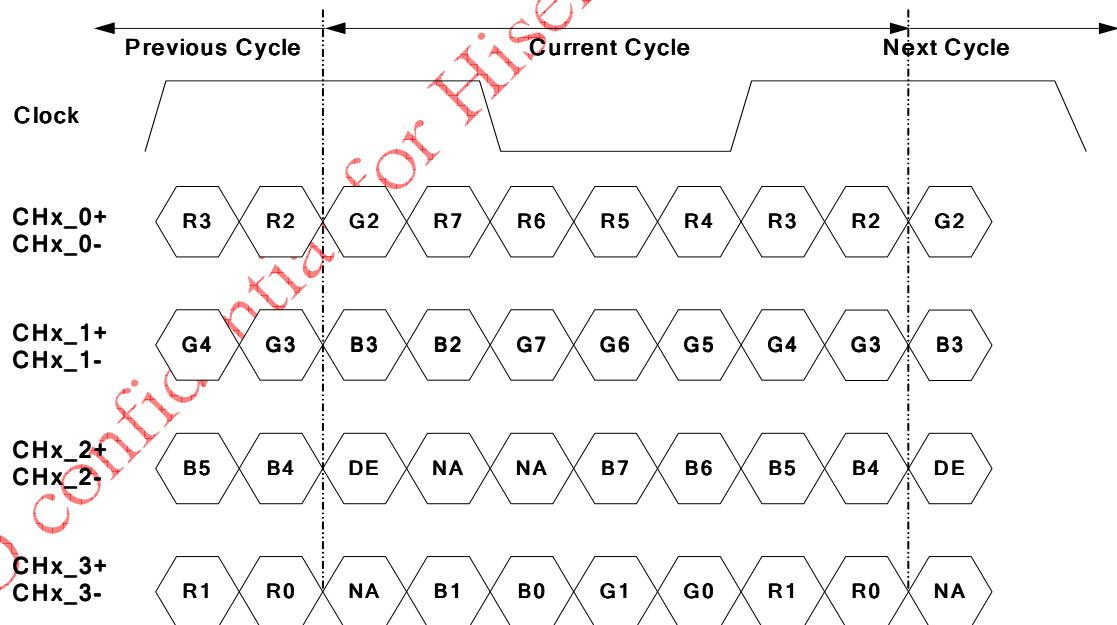 Previous Cycle Current Cycle Next Cycle
Clock
CHx_0+ R3 R2 G2 R7 R6 R5 R4 R3 R2 G2
CHx_0-
CHx_1+ G4 G3 B3 B2 G7 G6 G5 G4 G3 B3
CHx_1-
CHx_2+ B5 B4 DE NA NA B7 B6 B5 B4 DE
CHx_2-
CHx_3+ R1 R0 NA B1 B0 G1 G0 R1 R0 NA
CHx_3-
confidential for